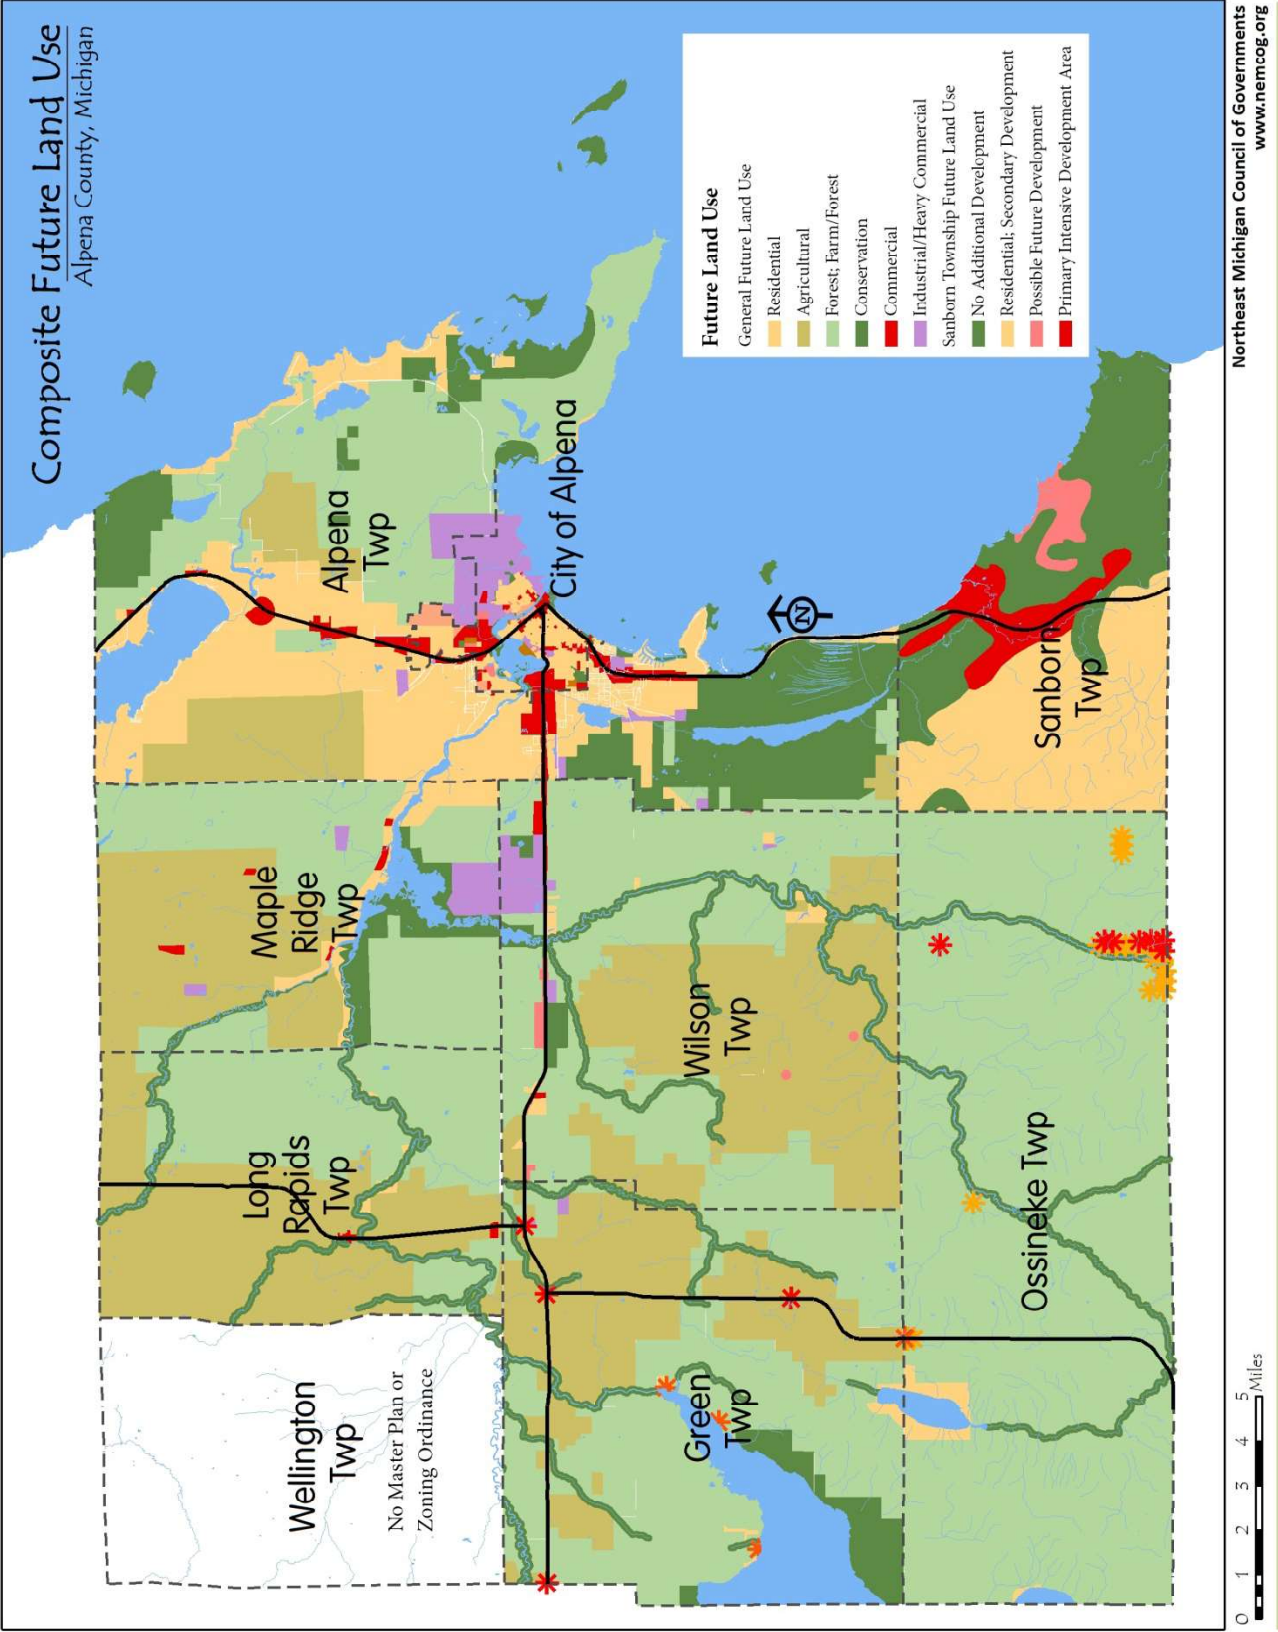 Composite Future Land Use
Alpena County, Michigan
Wellington
Twp
No Master Plan or
Zoning Ordinance
Long
Rapids
Twp
Maple
Ridge
Twp
Alpena
Twp
City of Alpena
Green
Twp
Wilson
Twp
Ossineke Twp
Sanborn
Twp
N
Future Land Use
General Future Land Use
Residential
Agricultural
Forest; Farm/Forest
Conservation
Commercial
Industrial/Heavy Commercial
Sanborn Township Future Land Use
No Additional Development
Residential; Secondary Development
Possible Future Development
Primary Intensive Development Area
0 1 2 3 4 5 Miles
Northeast Michigan Council of Governments
www.nemcog.org